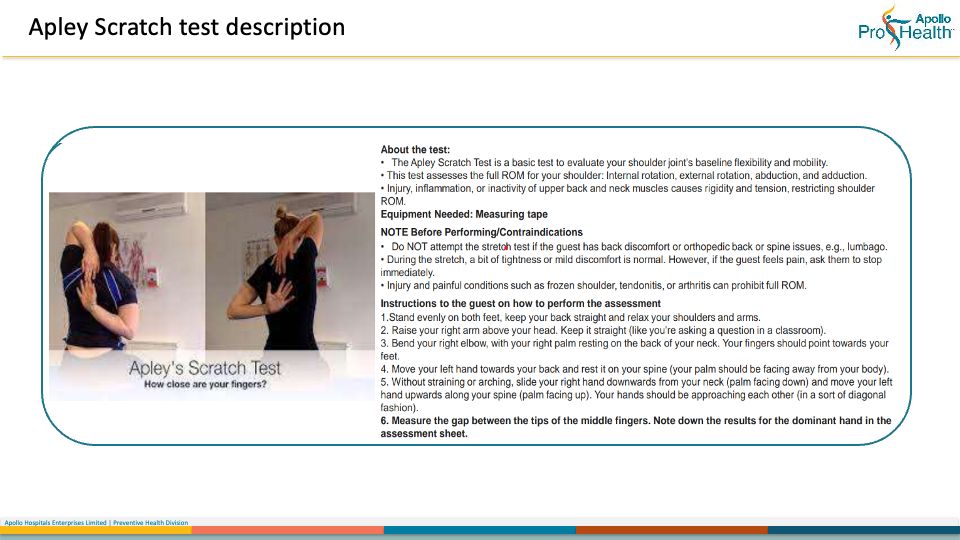 Apley Scratch test description
Apollo
ProHealth
About the test:
• The Apley Scratch Test is a basic test to evaluate your shoulder joint's baseline flexibility and mobility.
• This test assesses the full ROM for your shoulder: Internal rotation, external rotation, abduction, and adduction.
• Injury, inflammation, or inactivity of upper back and neck muscles causes rigidity and tension, restricting shoulder
ROM.
Equipment Needed: Measuring tape
NOTE Before Performing/Contraindications
• Do NOT attempt the stretch test if the guest has back discomfort or orthopedic back or spine issues, e.g., lumbago.
• During the stretch, a bit of tightness or mild discomfort is normal. However, if the guest feels pain, ask them to stop
immediately.
• Injury and painful conditions such as frozen shoulder, tendonitis, or arthritis can prohibit full ROM.
Instructions to the guest on how to perform the assessment
1.Stand evenly on both feet, keep your back straight and relax your shoulders and arms.
2. Raise your right arm above your head. Keep it straight (like you're asking a question in a classroom).
3. Bend your right elbow, with your right palm resting on the back of your neck. Your fingers should point towards your
feet.
4. Move your left hand towards your back and rest it on your spine (your palm should be facing away from your body).
5. Without straining or arching, slide your right hand downwards from your neck (palm facing down) and move your left
hand upwards along your spine (palm facing up). Your hands should be approaching each other (in a sort of diagonal
fashion).
6. Measure the gap between the tips of the middle fingers. Note down the results for the dominant hand in the
assessment sheet.
Apley's Scratch Test
How close are your fingers?
Apollo Hospitals Enterprises Limited | Preventive Health Division